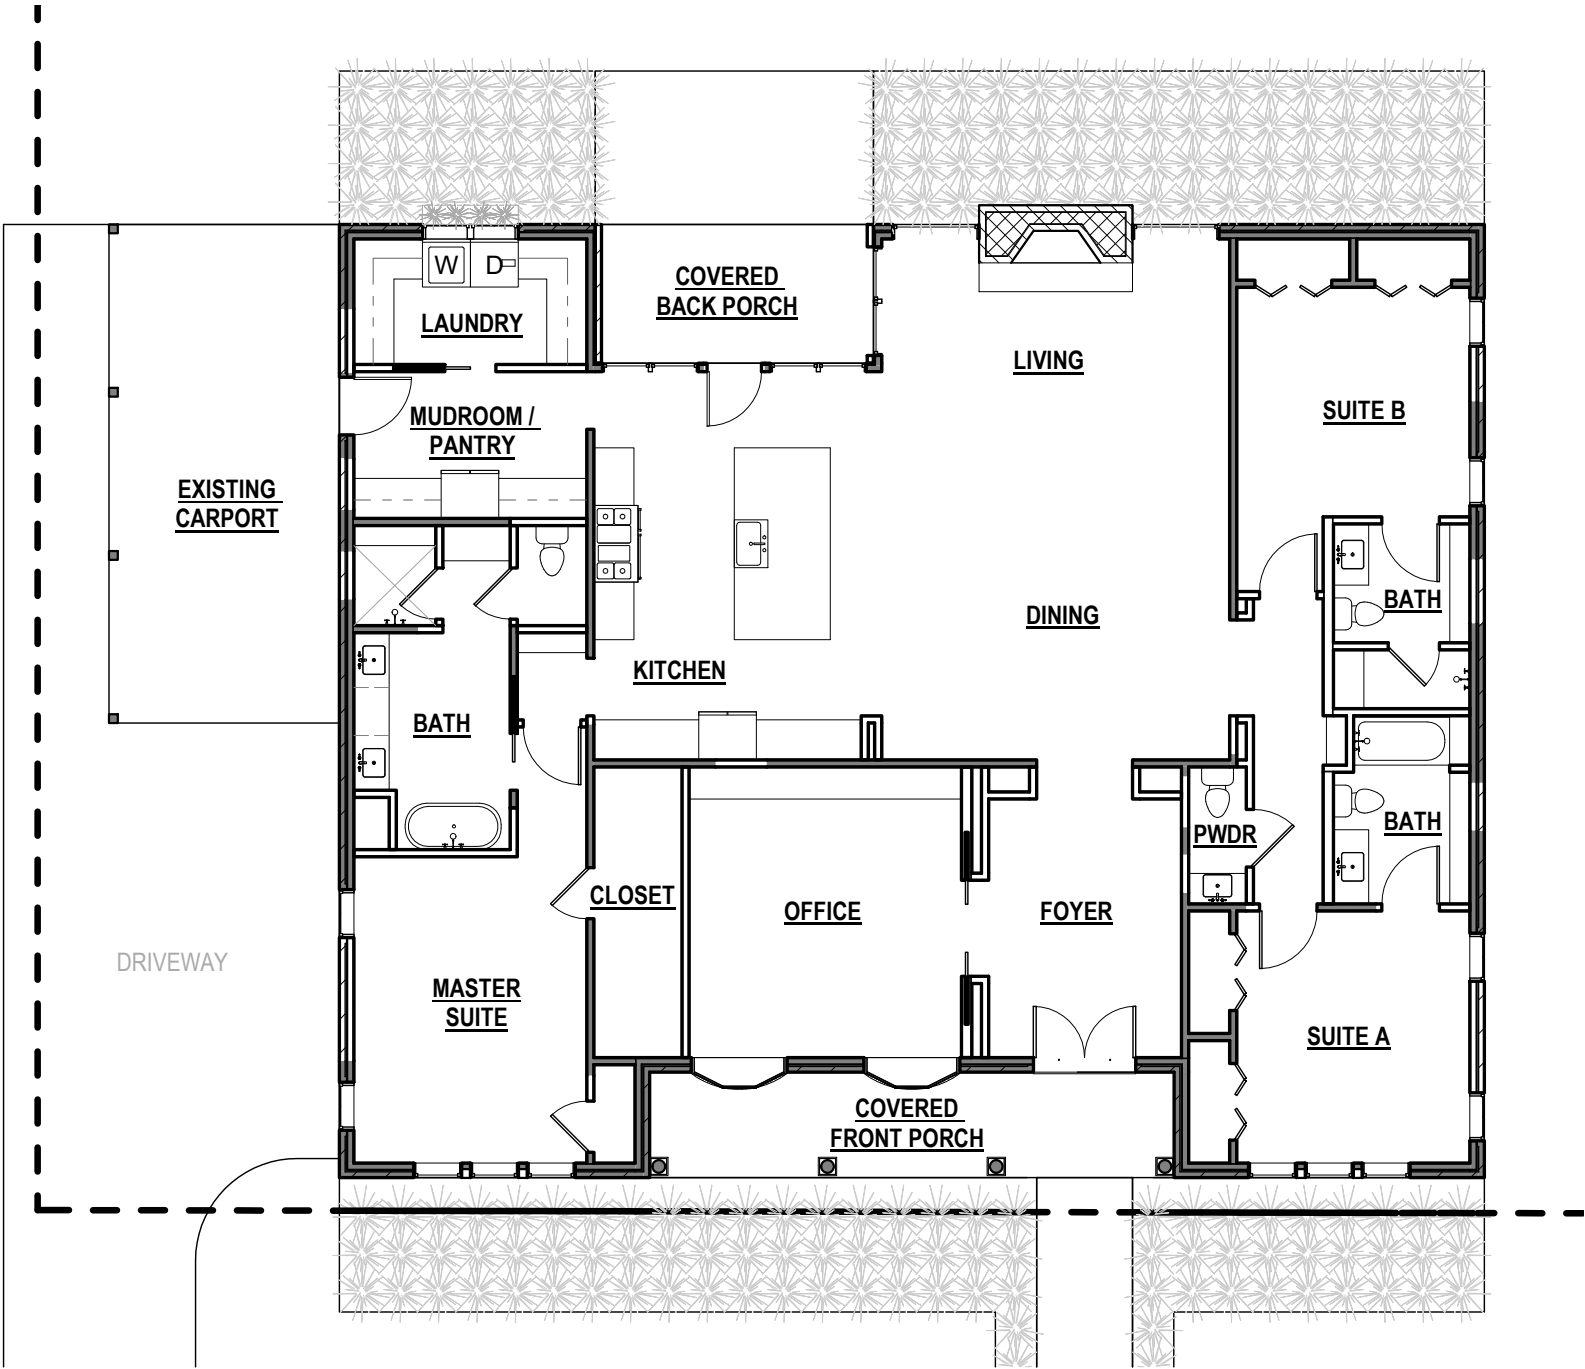 W
D
COVERED
BACK PORCH
LAUNDRY
LIVING
MUDROOM /
PANTRY
SUITE B
EXISTING
CARPORT
BATH
DINING
KITCHEN
BATH
BATH
PWDR
CLOSET
OFFICE
FOYER
DRIVEWAY
MASTER
SUITE
SUITE A
COVERED
FRONT PORCH